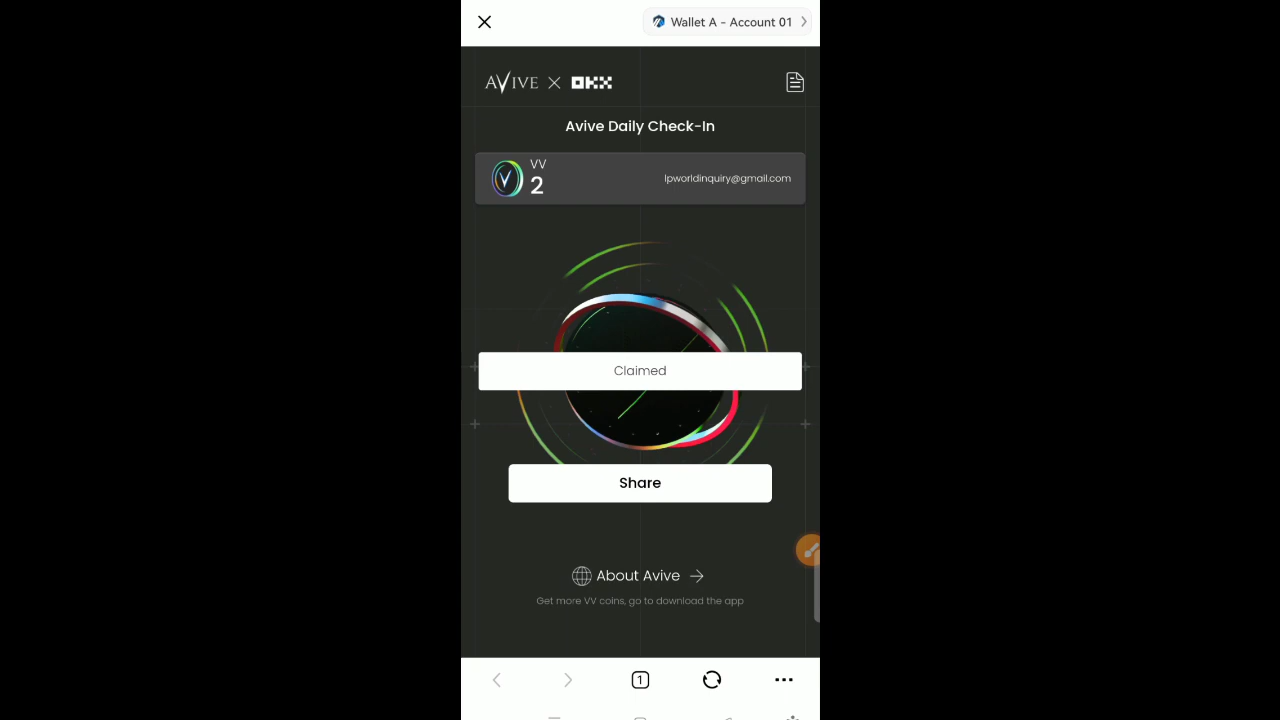 Wallet A - Account 01
AVIVE X OKX
Avive Daily Check-In
VV
2
lpworldinquiry@gmail.com
Claimed
Share
About Avive
Get more VV coins, go to download the app
1